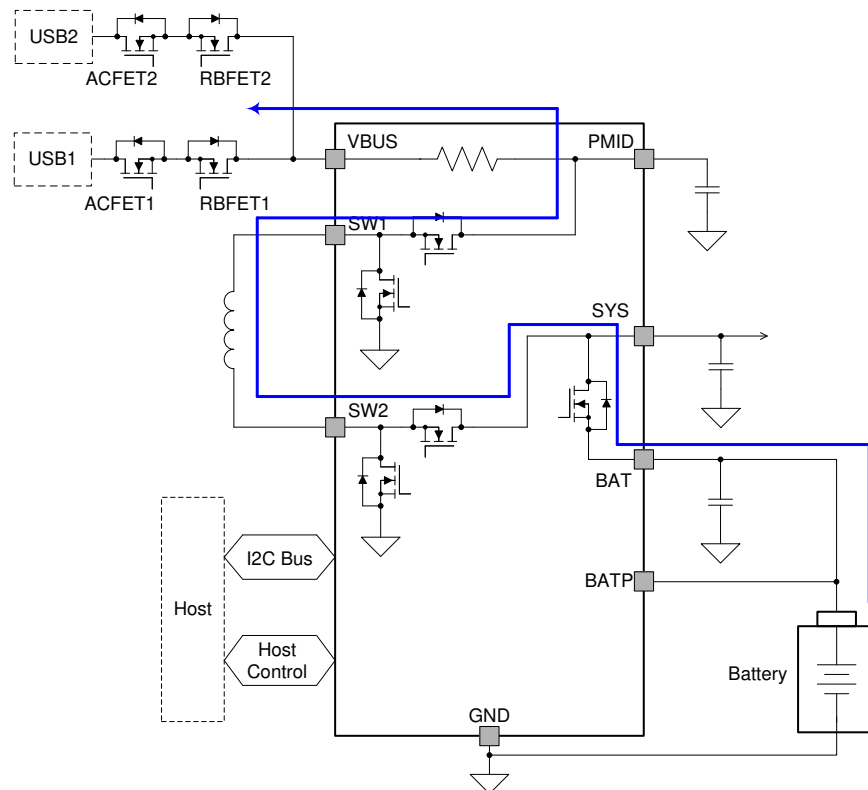 USB2
ACFET2 RBFET2
VBUS PMID
USB1
ACFET1 RBFET1
SW1
SYS
SW2
BAT
I2C Bus
BATP
Host
Host
Control
Battery
GND